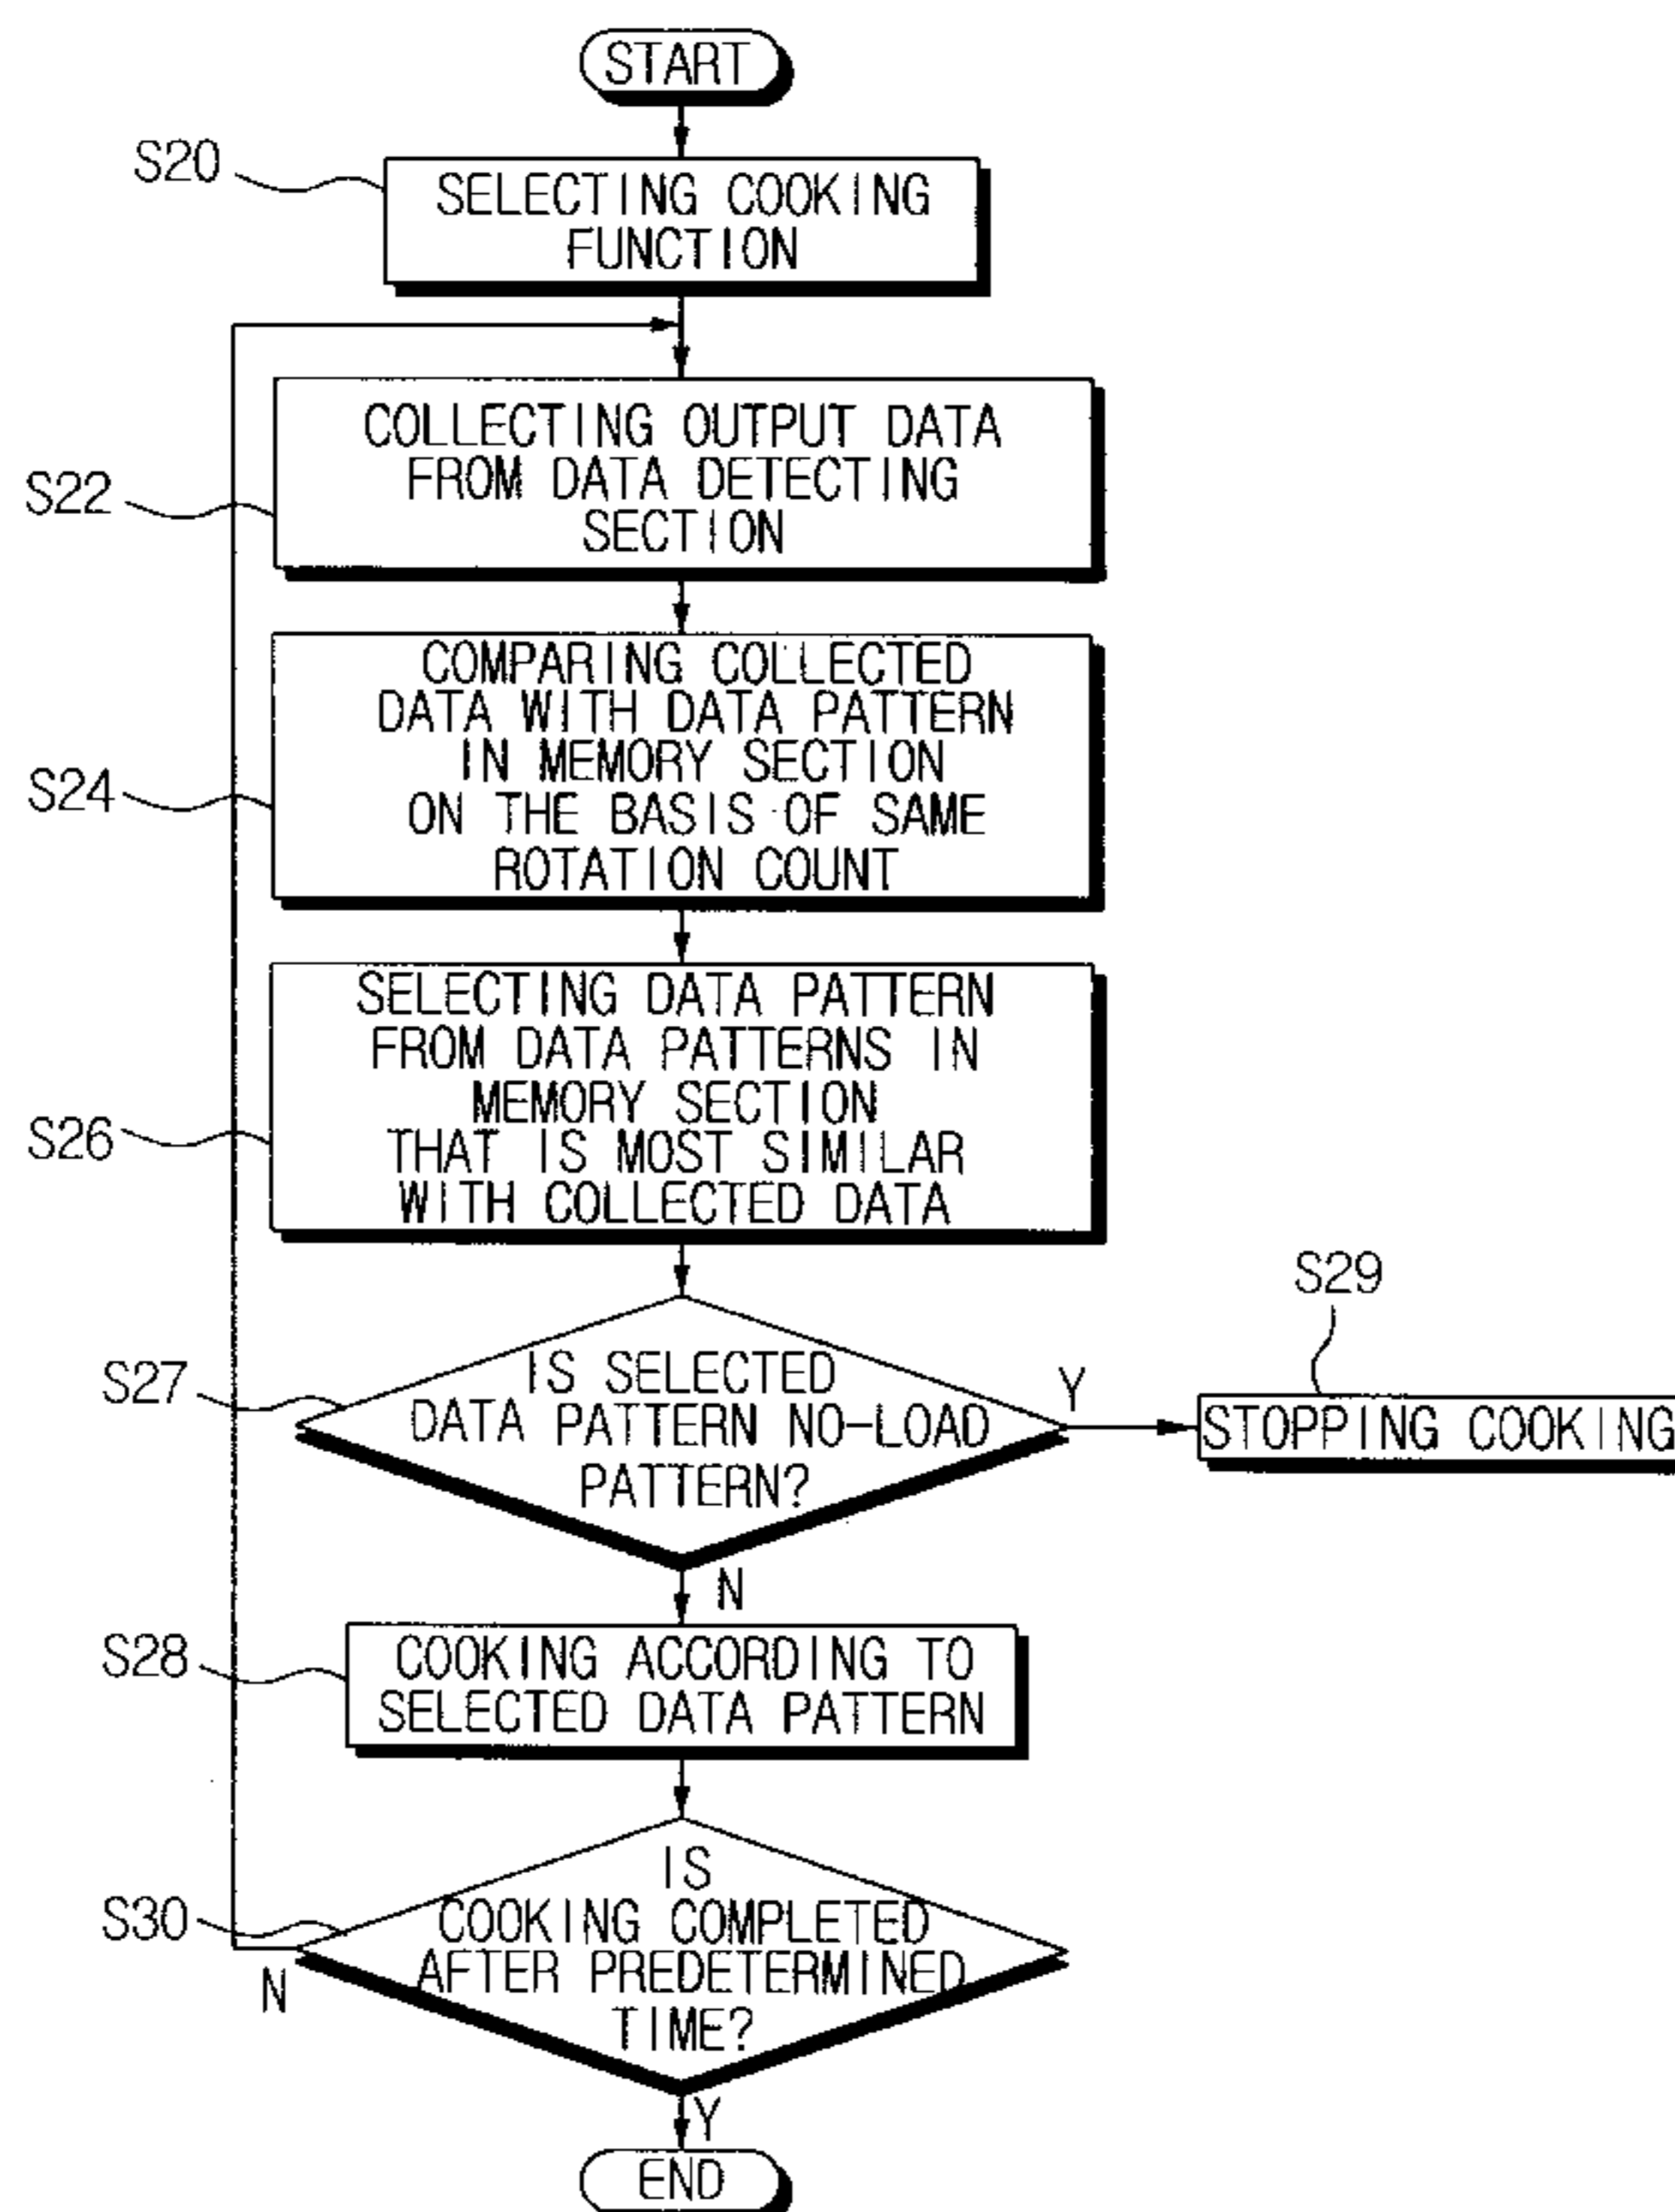 START
S20
SELECTING COOKING
FUNCTION
S22
COLLECTING OUTPUT DATA
FROM DATA DETECTING
SECTION
S24
COMPARING COLLECTED
DATA WITH DATA PATTERN
IN MEMORY SECTION
ON THE BASIS OF SAME
ROTATION COUNT
S26
SELECTING DATA PATTERN
FROM DATA PATTERNS IN
MEMORY SECTION
THAT IS MOST SIMILAR
WITH COLLECTED DATA
S27
IS SELECTED
DATA PATTERN NO-LOAD
PATTERN?
Y
S29
STOPPING COOKING
N
S28
COOKING ACCORDING TO
SELECTED DATA PATTERN
S30
IS
COOKING COMPLETED
AFTER PREDETERMINED
TIME?
N
Y
END